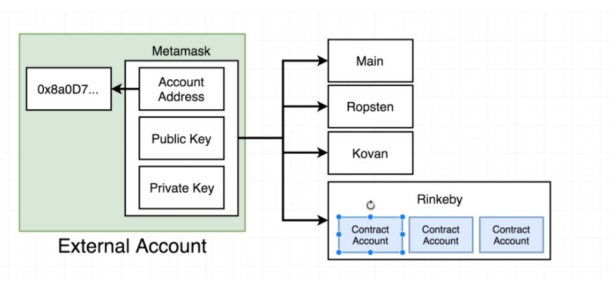 Metamask
0x8a0D7...
Account
Address
Public Key
Private Key
External Account
Main
Ropsten
Kovan
Rinkeby
Contract
Account
Contract
Account
Contract
Account